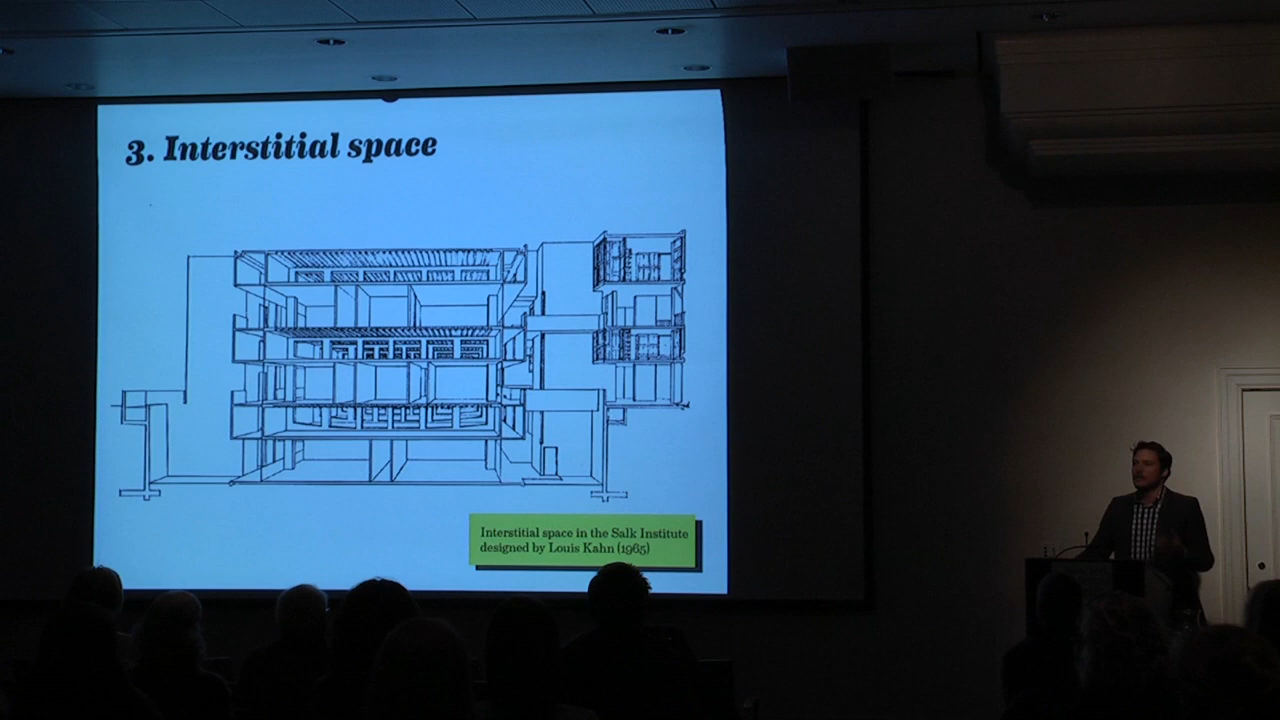 3. Interstitial space
Interstitial space in the Salk Institute
designed by Louis Kahn (1965)